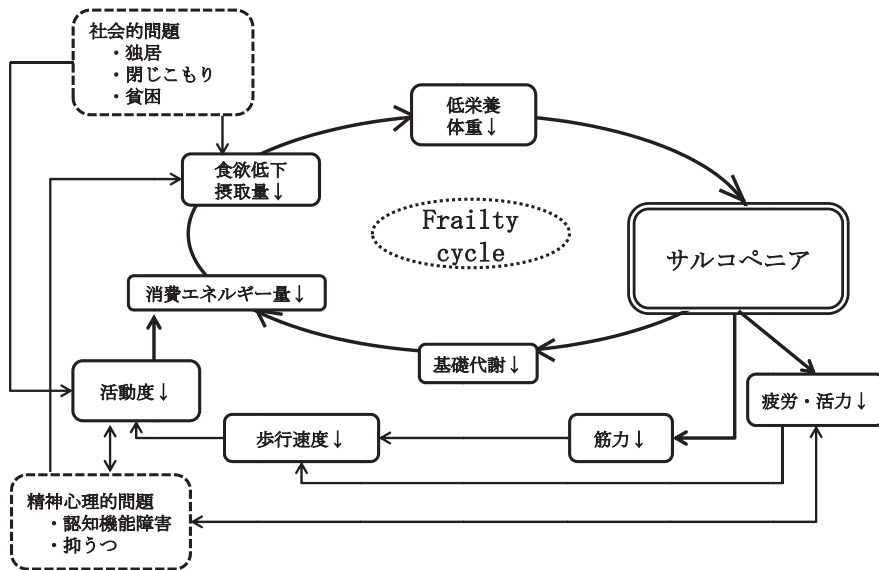 社会的問題
・独居
・閉じこもり
・貧困
低栄養
体重↓
食欲低下
摂取量↓
Frailty
cycle
サルコペニア
消費エネルギー量↓
基礎代謝↓
活動度↓
疲労・活力↓
歩行速度↓
筋力↓
精神心理的問題
・認知機能障害
・抑うつ